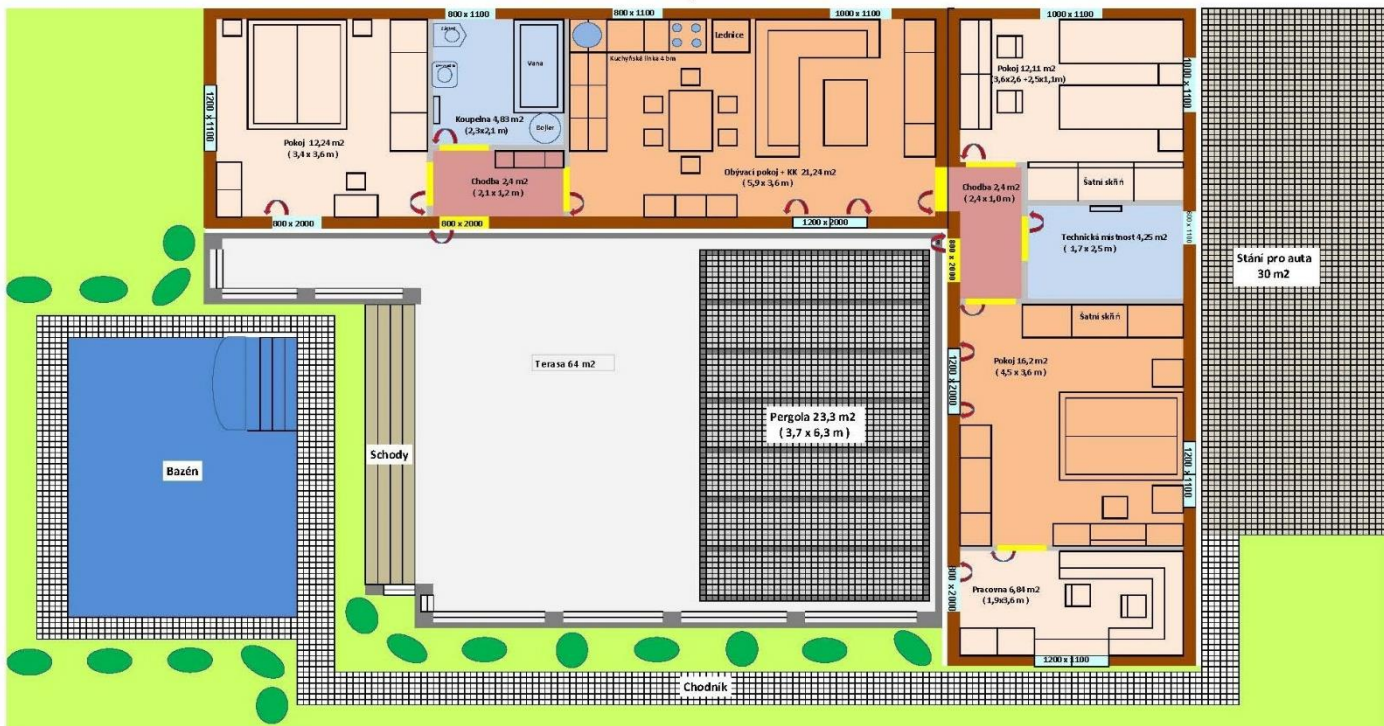 800 x 1100
800 x 1100
1000 x 1100
1000 x 1100
Lednice
Kuchyňská linka 4 bm
Vana
Pokoj 12,11 m2
(3,6x2,6 +2,5x1,1m)
1000 x 1100
1200 x 1100
Koupelna 4,83 m2
(2,3x2,1 m)
Bojler
Pokoj 12,24 m2
( 3,4 x 3,6 m )
Chodba 2,4 m2
( 2,1 x 1,2 m )
Obývací pokoj + KK 21,24 m2
( 5,9 x 3,6 m )
Chodba 2,4 m2
( 2,4 x 1,0 m )
Šatní skříň
800 x 2000
800 x 2000
1200 x 2000
800 x 2000
Technická místnost 4,25 m2
( 1,7 x 2,5 m )
800 x 1100
Stání pro auta
30 m2
Šatní skříň
Terasa 64 m2
Pokoj 16,2 m2
( 4,5 x 3,6 m )
1200 x 2000
Pergola 23,3 m2
( 3,7 x 6,3 m )
Schody
Bazén
1200 x 1100
Pracovna 6,84 m2
( 1,9x3,6 m )
800 x 2000
1200 x 1100
Chodník